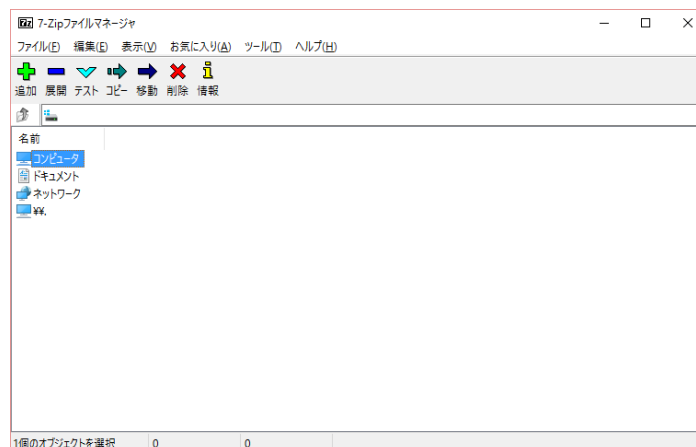 7z 7-Zipファイルマネージャ
ファイル(F) 編集(E) 表示(V) お気に入り(A) ツール(T) ヘルプ(H)
追加 展開 テスト コピー 移動 削除 情報
名前
コンピュータ
ドキュメント
ネットワーク
¥¥.
1個のオブジェクトを選択 0 0